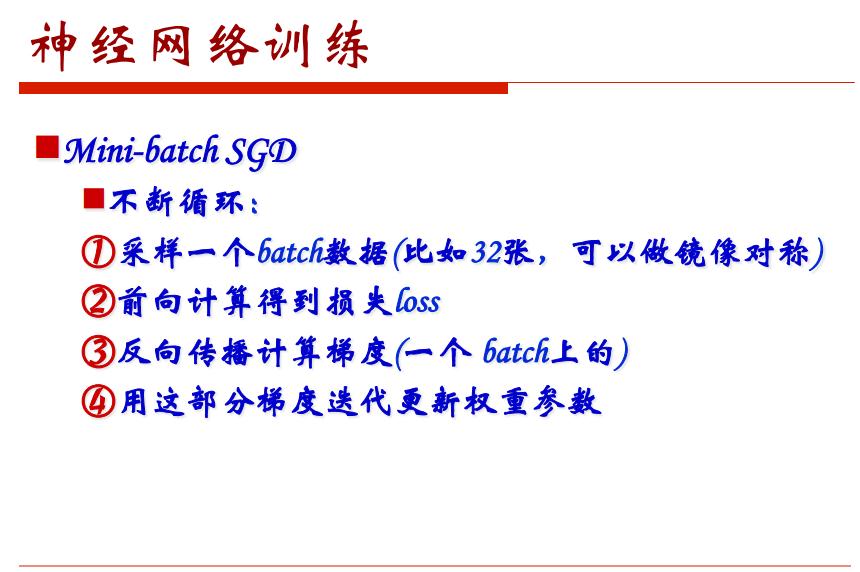 神经网络训练
Mini-batch SGD
不断循环：
①采样一个batch数据(比如32张，可以做镜像对称)
②前向计算得到损失loss
③反向传播计算梯度(一个 batch上的)
④用这部分梯度迭代更新权重参数